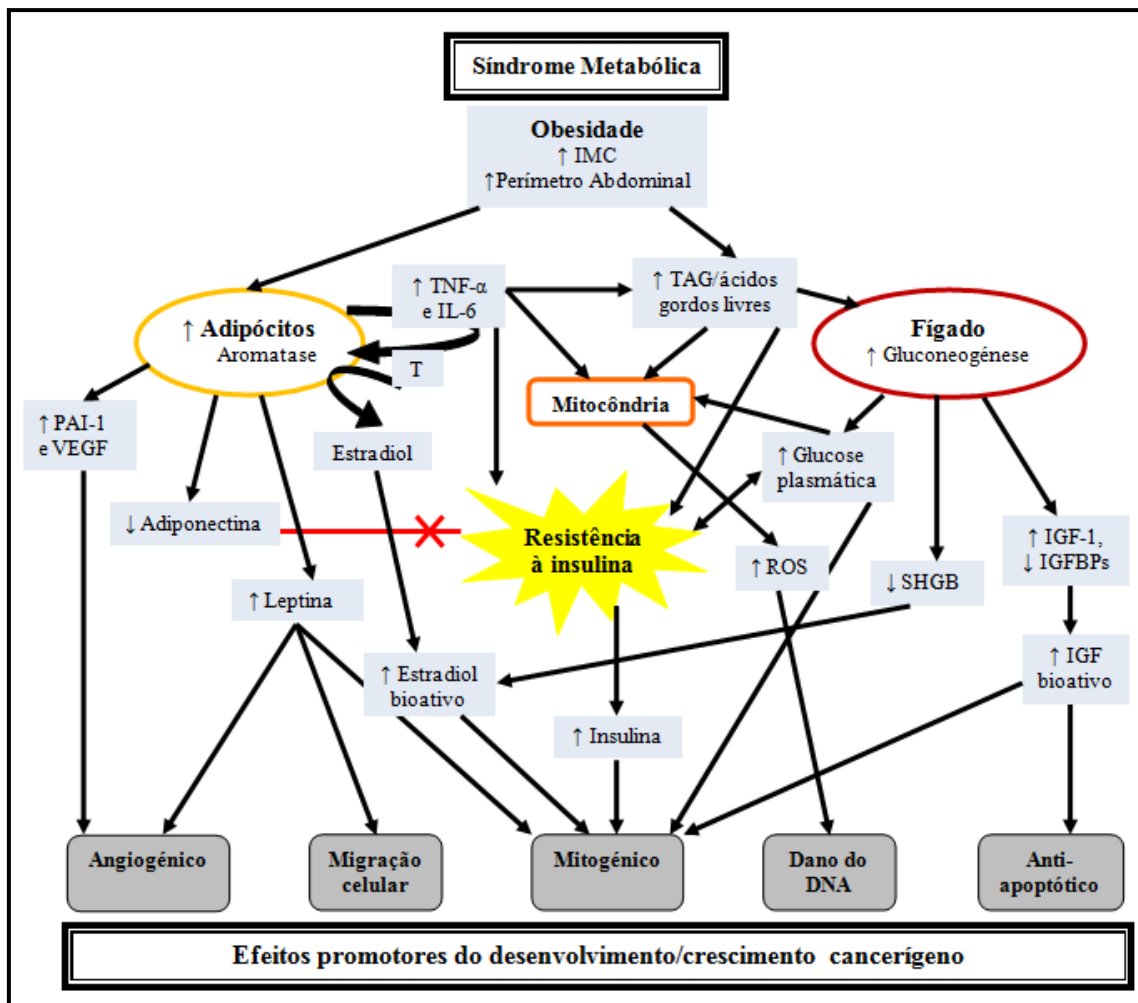 Síndrome Metabólica
Obesidade
↑ IMC
↑Perímetro Abdominal
↑ TNF-α
e IL-6
↑ TAG/ácidos
gordos livres
↑ Adipócitos
Aromatase
T
Fígado
↑ Gluconeogénese
Mitocôndria
↑ PAI-1
e VEGF
Estradiol
↑ Glucose
plasmática
↓ Adiponectina
Resistência
à insulina
↑ IGF-1,
↓ IGFBPs
↑ ROS
↓ SHGB
↑ Leptina
↑ Estradiol
bioativo
↑ IGF
bioativo
↑ Insulina
Angiogénico
Migração
celular
Mitogénico
Dano do
DNA
Anti-
apoptótico
Efeitos promotores do desenvolvimento/crescimento cancerígeno